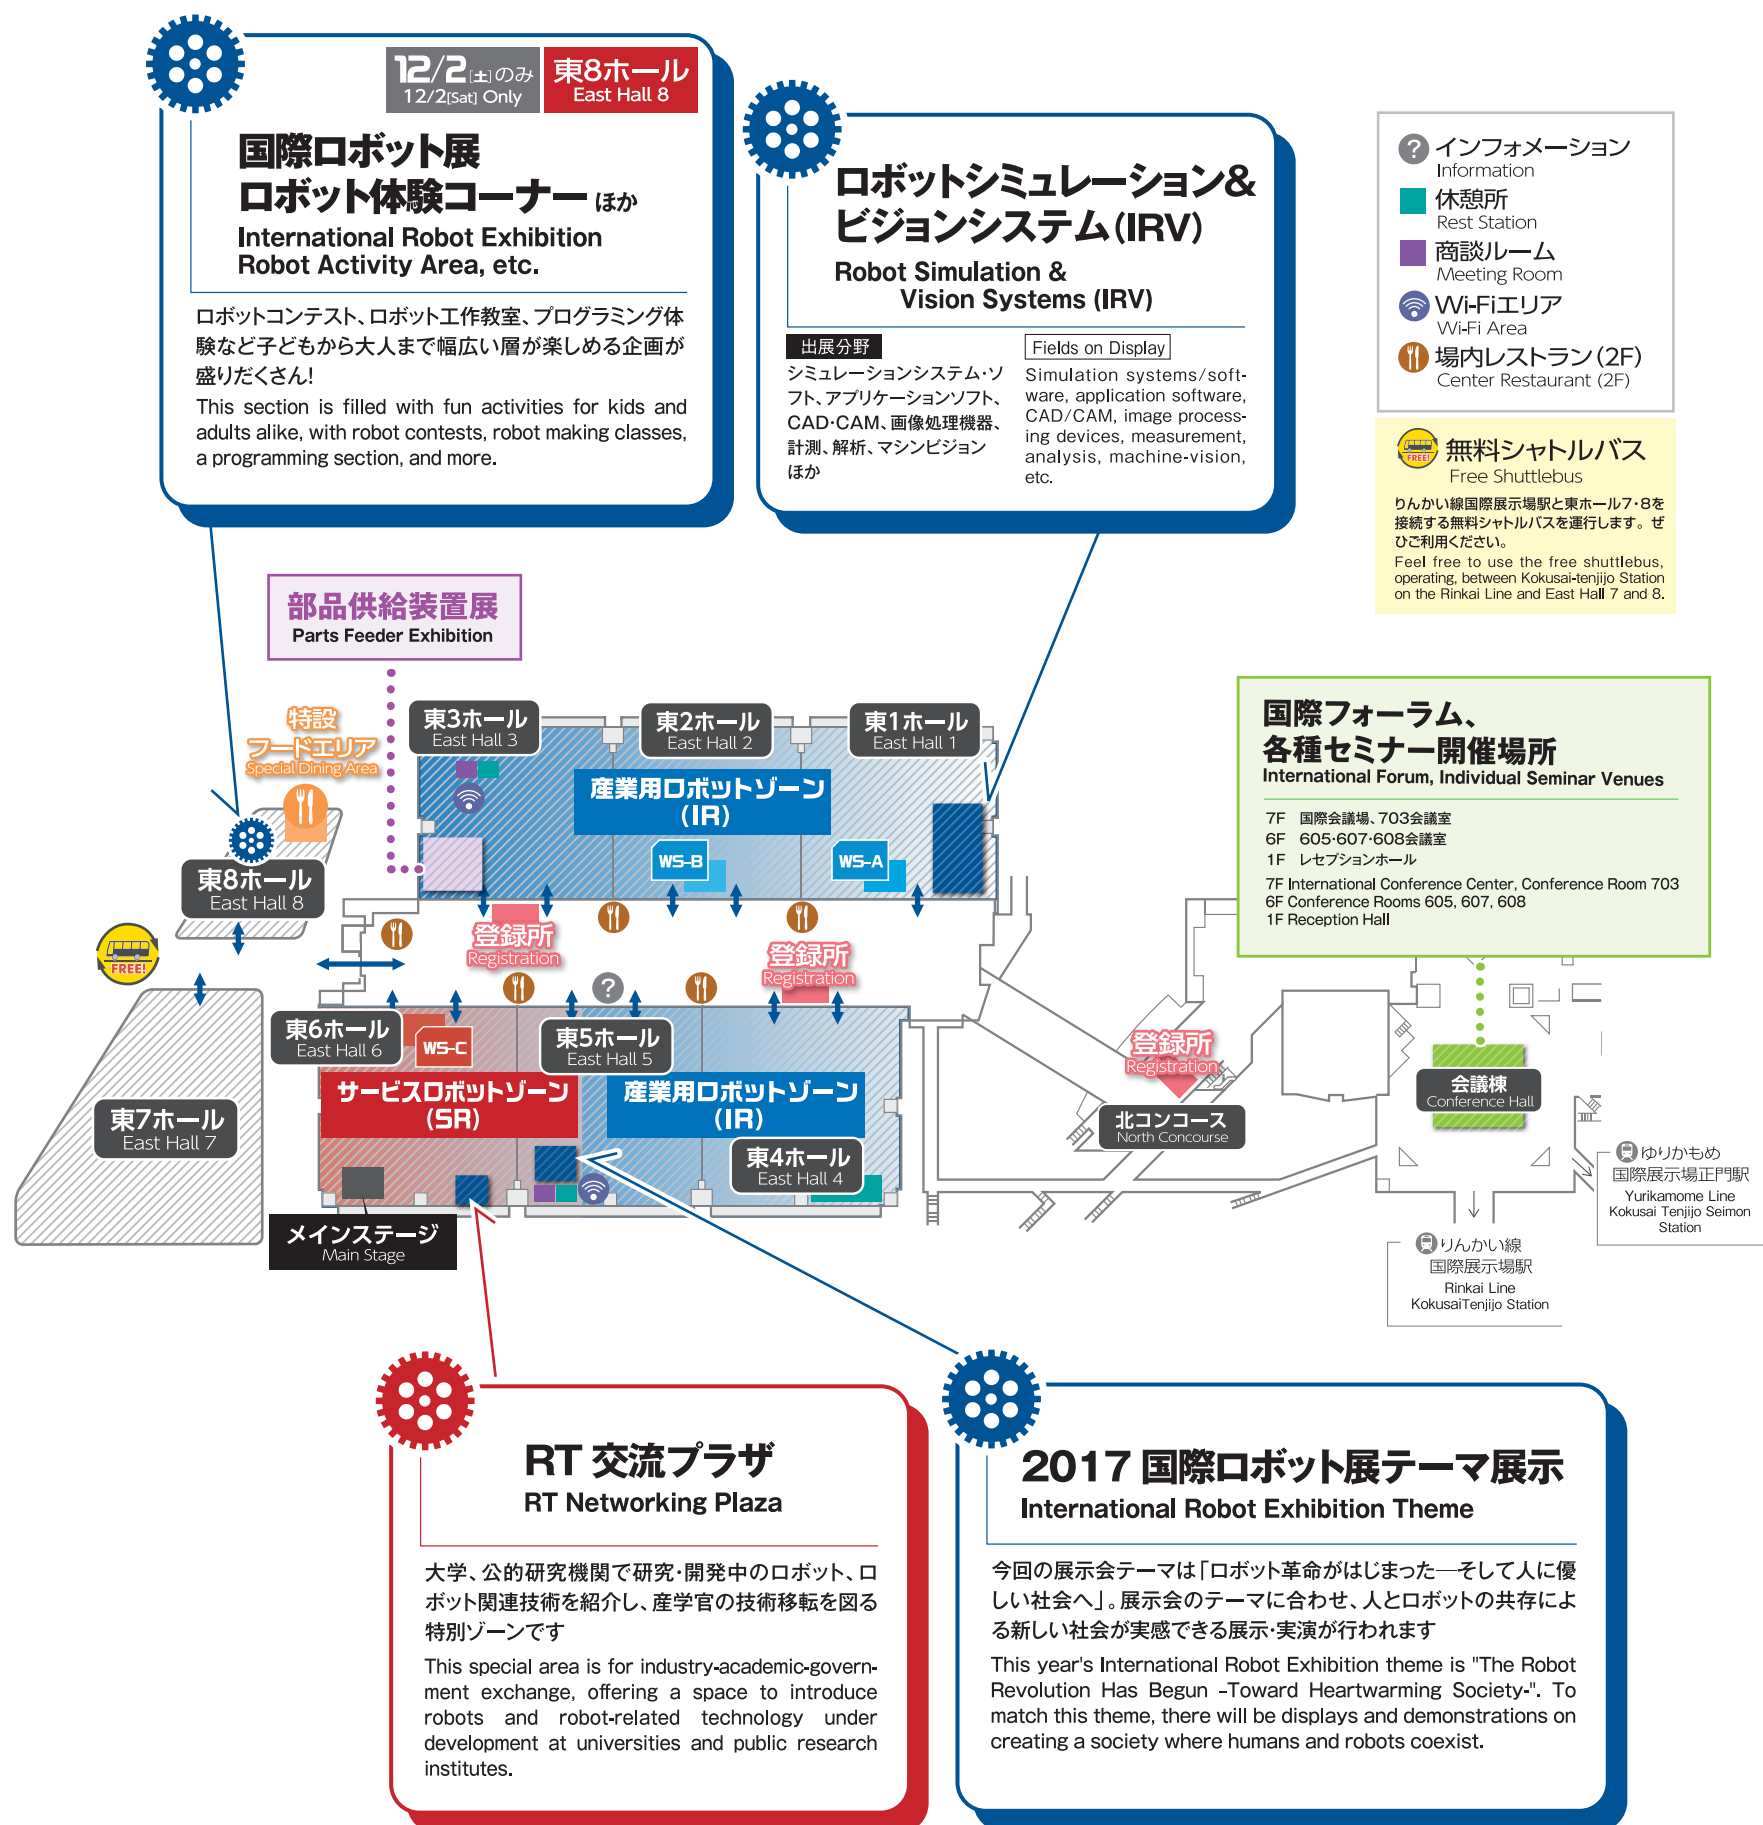 12/2[土]のみ
12/2[Sat] Only
東8ホール
East Hall 8
国際ロボット展
ロボット体験コーナー ほか
International Robot Exhibition
Robot Activity Area, etc.
ロボットコンテスト、ロボット工作教室、プログラミング体
験など子どもから大人まで幅広い層が楽しめる企画が
盛りだくさん!
This section is filled with fun activities for kids and
adults alike, with robot contests, robot making classes,
a programming section, and more.
ロボットシミュレーション&
ビジョンシステム(IRV)
Robot Simulation &
Vision Systems (IRV)
出展分野
シミュレーションシステム・ソ
フト、アプリケーションソフト、
CAD・CAM、画像処理機器、
計測、解析、マシンビジョン
ほか
Fields on Display
Simulation systems/soft-
ware, application software,
CAD/CAM, image process-
ing devices, measurement,
analysis, machine-vision,
etc.
? インフォメーション
Information
休憩所
Rest Station
商談ルーム
Meeting Room
Wi-Fiエリア
Wi-Fi Area
場内レストラン(2F)
Center Restaurant (2F)
FREE!
無料シャトルバス
Free Shuttlebus
りんかい線国際展示場駅と東ホール7・8を
接続する無料シャトルバスを運行します。ぜ
ひご利用ください。
Feel free to use the free shuttlebus,
operating, between Kokusai-tenjijo Station
on the Rinkai Line and East Hall 7 and 8.
部品供給装置展
Parts Feeder Exhibition
特設
フードエリア
Special Dining Area
東3ホール
East Hall 3
東2ホール
East Hall 2
東1ホール
East Hall 1
産業用ロボットゾーン
(IR)
WS-B
WS-A
東8ホール
East Hall 8
FREE!
登録所
Registration
登録所
Registration
?
東6ホール
East Hall 6
WS-C
東5ホール
East Hall 5
サービスロボットゾーン
(SR)
産業用ロボットゾーン
(IR)
東4ホール
East Hall 4
東7ホール
East Hall 7
メインステージ
Main Stage
登録所
Registration
北コンコース
North Concourse
国際フォーラム、
各種セミナー開催場所
International Forum, Individual Seminar Venues
7F 国際会議場、703会議室
6F 605・607・608会議室
1F レセプションホール
7F International Conference Center, Conference Room 703
6F Conference Rooms 605, 607, 608
1F Reception Hall
会議棟
Conference Hall
ゆりかもめ
国際展示場正門駅
Yurikamome Line
Kokusai Tenjijo Seimon
Station
りんかい線
国際展示場駅
Rinkai Line
KokusaiTenjijo Station
RT 交流プラザ
RT Networking Plaza
大学、公的研究機関で研究・開発中のロボット、ロ
ボット関連技術を紹介し、産学官の技術移転を図る
特別ゾーンです
This special area is for industry-academic-govern-
ment exchange, offering a space to introduce
robots and robot-related technology under
development at universities and public research
institutes.
2017 国際ロボット展テーマ展示
International Robot Exhibition Theme
今回の展示会テーマは「ロボット革命がはじまった―そして人に優
しい社会へ」。展示会のテーマに合わせ、人とロボットの共存によ
る新しい社会が実感できる展示・実演が行われます
This year's International Robot Exhibition theme is "The Robot
Revolution Has Begun –Toward Heartwarming Society-". To
match this theme, there will be displays and demonstrations on
creating a society where humans and robots coexist.